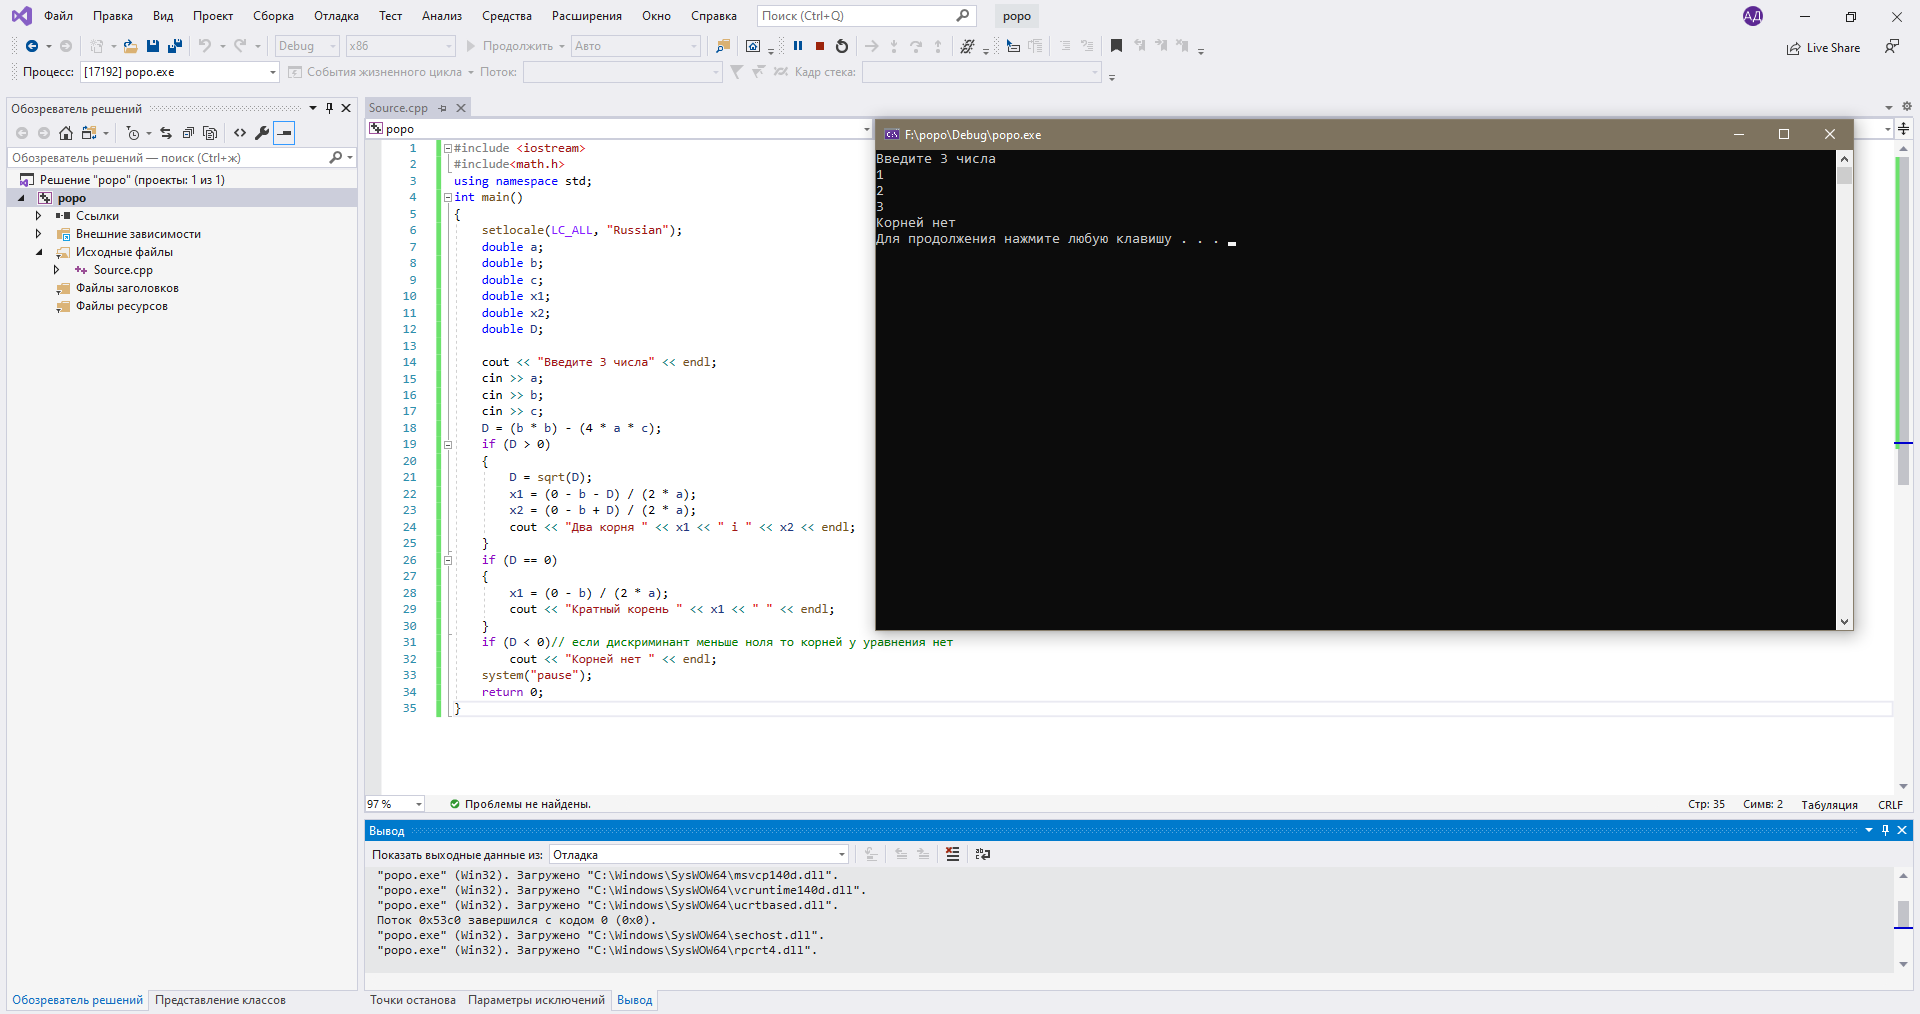 Файл Правка Вид Проект Сборка Отладка Тест Анализ Средства Расширения Окно Справка Поиск (Ctrl+Q) popo АД
Debug x86 Продолжить Авто Live Share
Процесс: [17192] popo.exe События жизненного цикла Поток: Кадр стека:
Обозреватель решений
Обозреватель решений — поиск (Ctrl+ж)
Решение "popo" (проекты: 1 из 1)
popo
Ссылки
Внешние зависимости
Исходные файлы
Source.cpp
Файлы заголовков
Файлы ресурсов
Обозреватель решений Представление классов
Source.cpp
popo
1 #include <iostream>
2 #include<math.h>
3 using namespace std;
4 int main()
5 {
6 setlocale(LC_ALL, "Russian");
7 double a;
8 double b;
9 double c;
10 double x1;
11 double x2;
12 double D;
13
14 cout << "Введите 3 числа" << endl;
15 cin >> a;
16 cin >> b;
17 cin >> c;
18 D = (b * b) - (4 * a * c);
19 if (D > 0)
20 {
21 D = sqrt(D);
22 x1 = (0 - b - D) / (2 * a);
23 x2 = (0 - b + D) / (2 * a);
24 cout << "Два корня " << x1 << " i " << x2 << endl;
25 }
26 if (D == 0)
27 {
28 x1 = (0 - b) / (2 * a);
29 cout << "Кратный корень " << x1 << " " << endl;
30 }
31 if (D < 0)// если дискриминант меньше ноля то корней у уравнения нет
32 cout << "Корней нет " << endl;
33 system("pause");
34 return 0;
35 }
F:\popo\Debug\popo.exe
Введите 3 числа
1
2
3
Корней нет
Для продолжения нажмите любую клавишу . . .
97 % Проблемы не найдены. Стр: 35 Симв: 2 Табуляция CRLF
Вывод
Показать выходные данные из: Отладка
"popo.exe" (Win32). Загружено "C:\Windows\SysWOW64\msvcp140d.dll".
"popo.exe" (Win32). Загружено "C:\Windows\SysWOW64\vcruntime140d.dll".
"popo.exe" (Win32). Загружено "C:\Windows\SysWOW64\ucrtbased.dll".
Поток 0x53c0 завершился с кодом 0 (0x0).
"popo.exe" (Win32). Загружено "C:\Windows\SysWOW64\sechost.dll".
"popo.exe" (Win32). Загружено "C:\Windows\SysWOW64\rpcrt4.dll".
Точки останова Параметры исключений Вывод